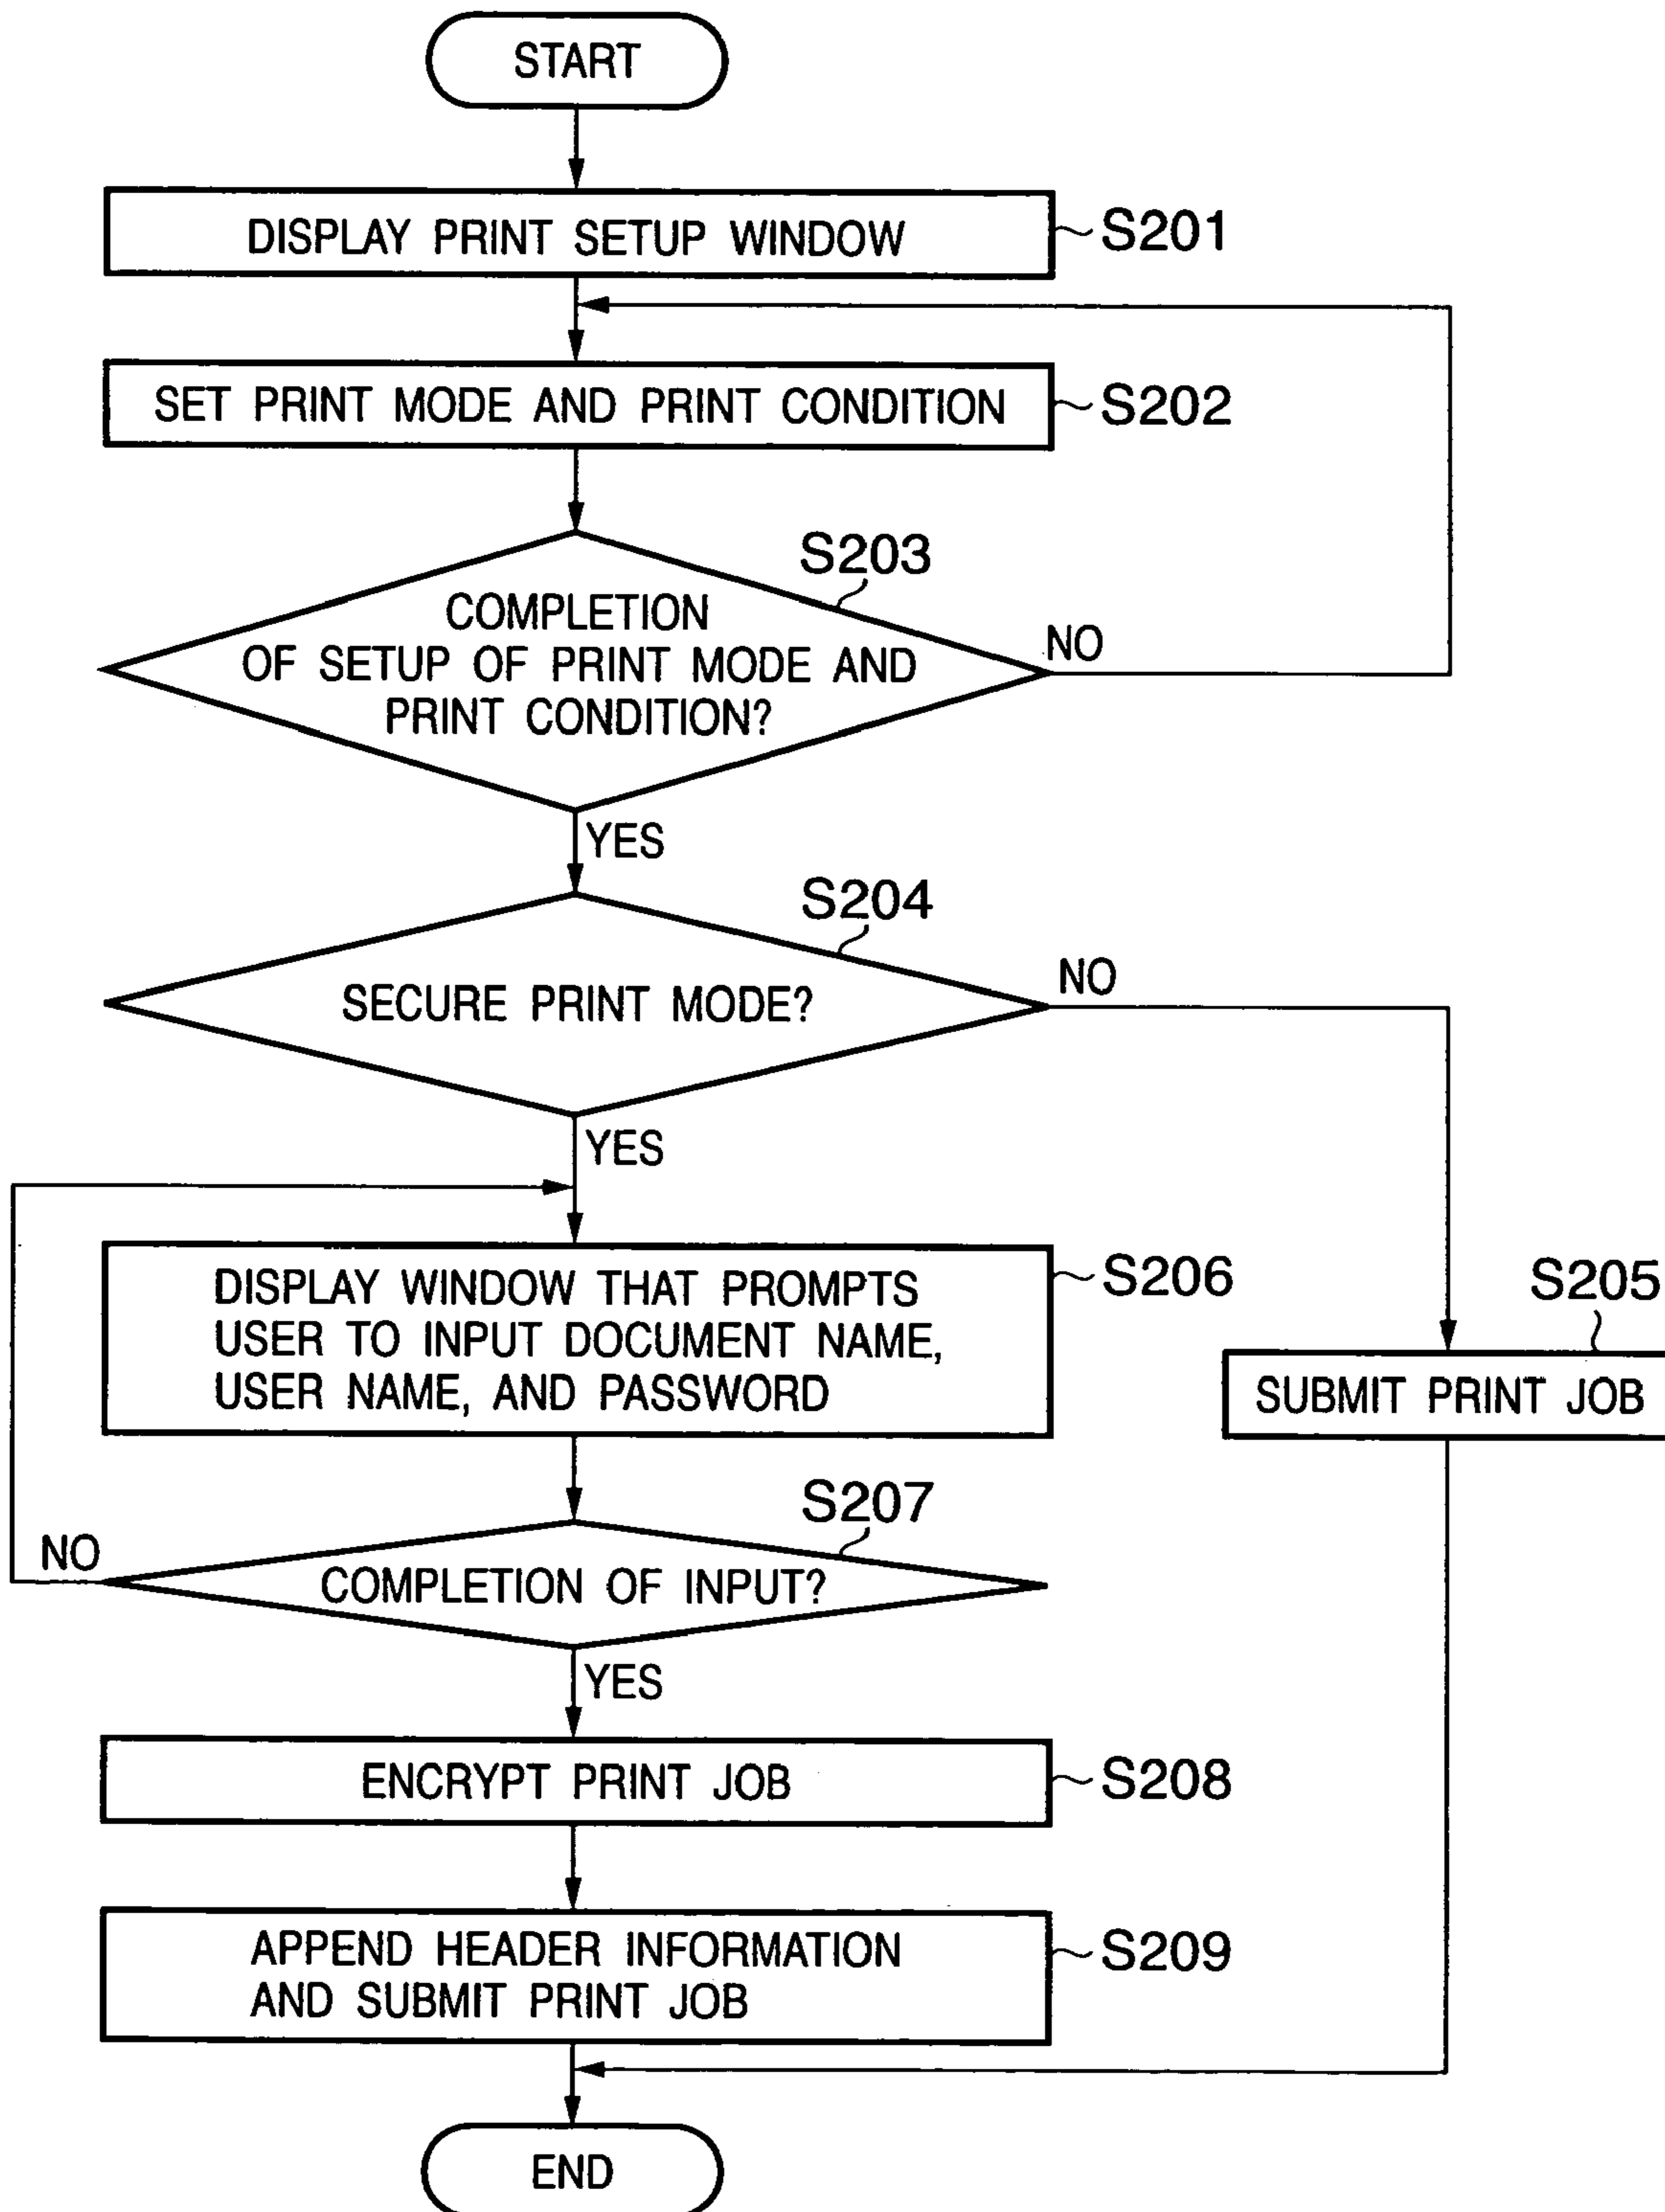 START
DISPLAY PRINT SETUP WINDOW
S201
SET PRINT MODE AND PRINT CONDITION
S202
S203
COMPLETION
OF SETUP OF PRINT MODE AND
PRINT CONDITION?
NO
YES
S204
SECURE PRINT MODE?
NO
YES
DISPLAY WINDOW THAT PROMPTS
USER TO INPUT DOCUMENT NAME,
USER NAME, AND PASSWORD
S206
S205
SUBMIT PRINT JOB
S207
NO
COMPLETION OF INPUT?
YES
ENCRYPT PRINT JOB
S208
APPEND HEADER INFORMATION
AND SUBMIT PRINT JOB
S209
END